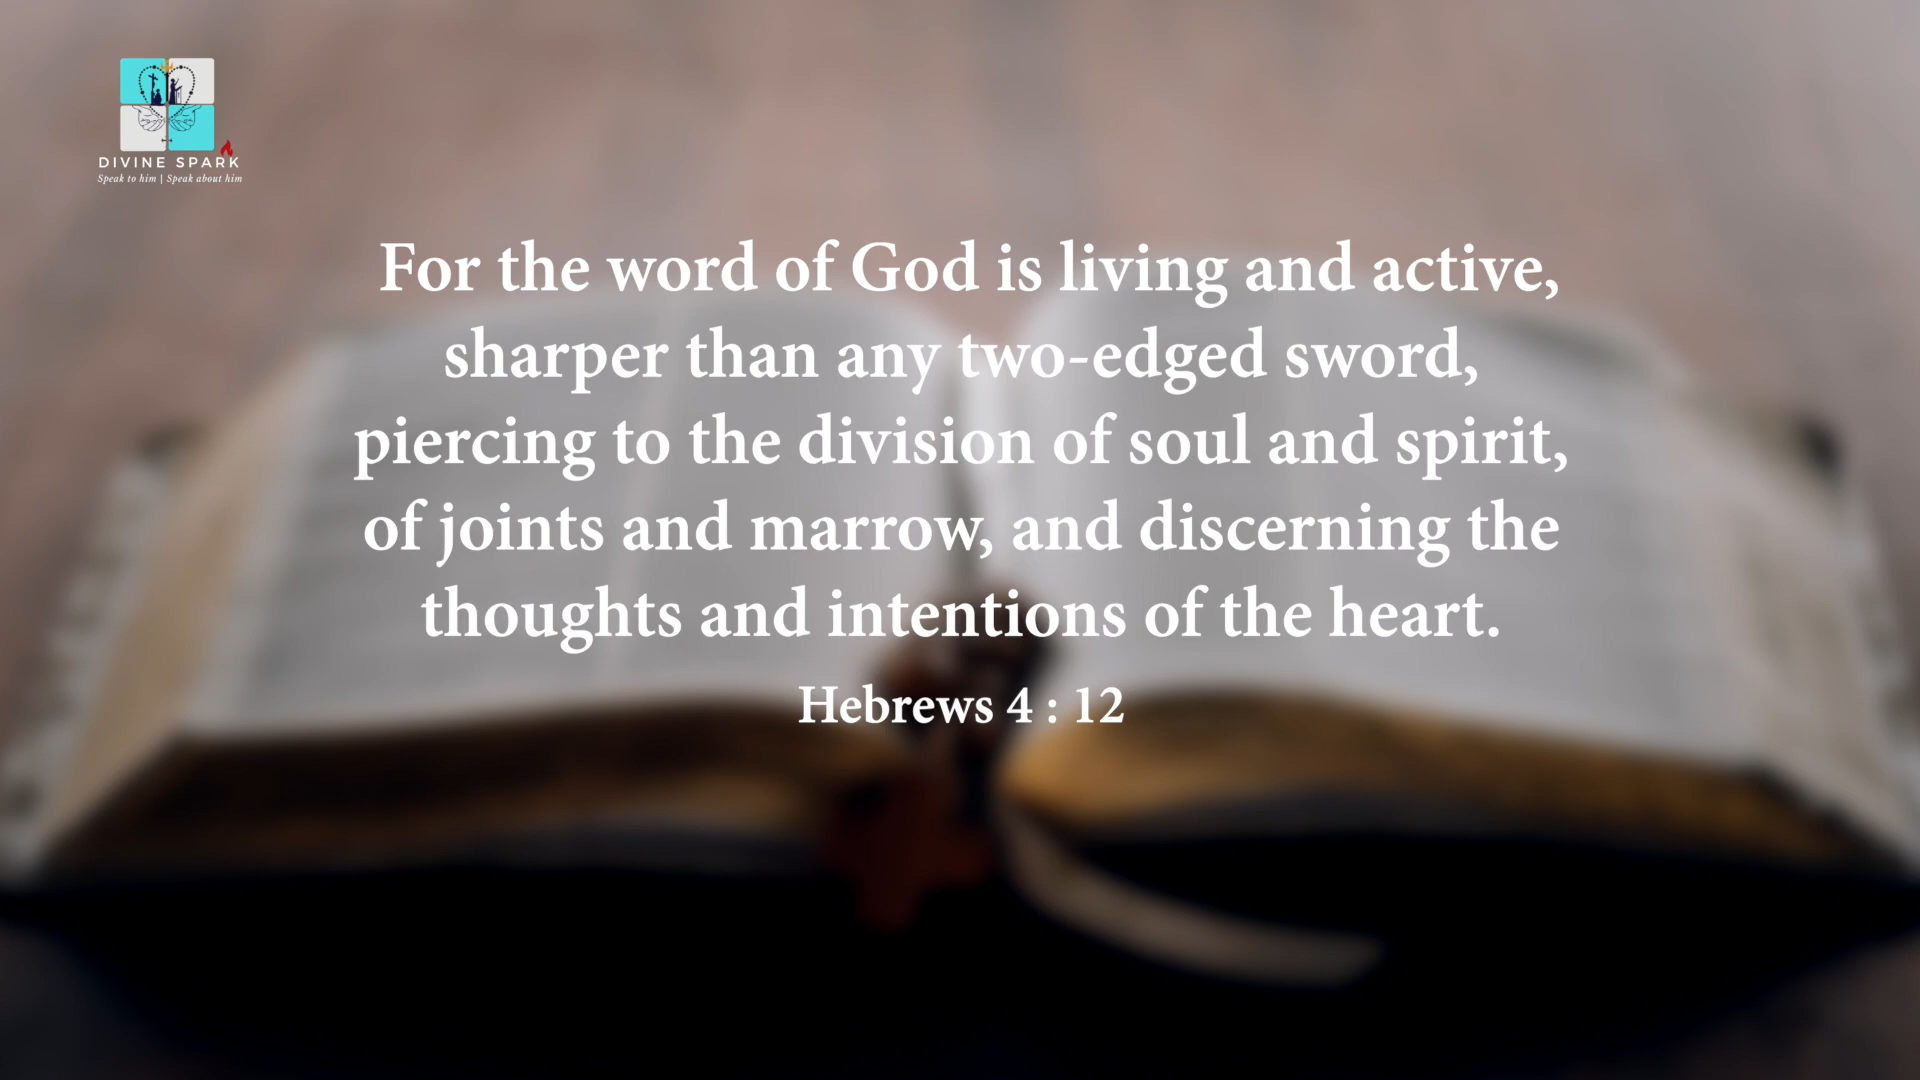 DIVINE SPARK
Speak to him | Speak about him
For the word of God is living and active,
sharper than any two-edged sword,
piercing to the division of soul and spirit,
of joints and marrow, and discerning the
thoughts and intentions of the heart.
Hebrews 4 : 12